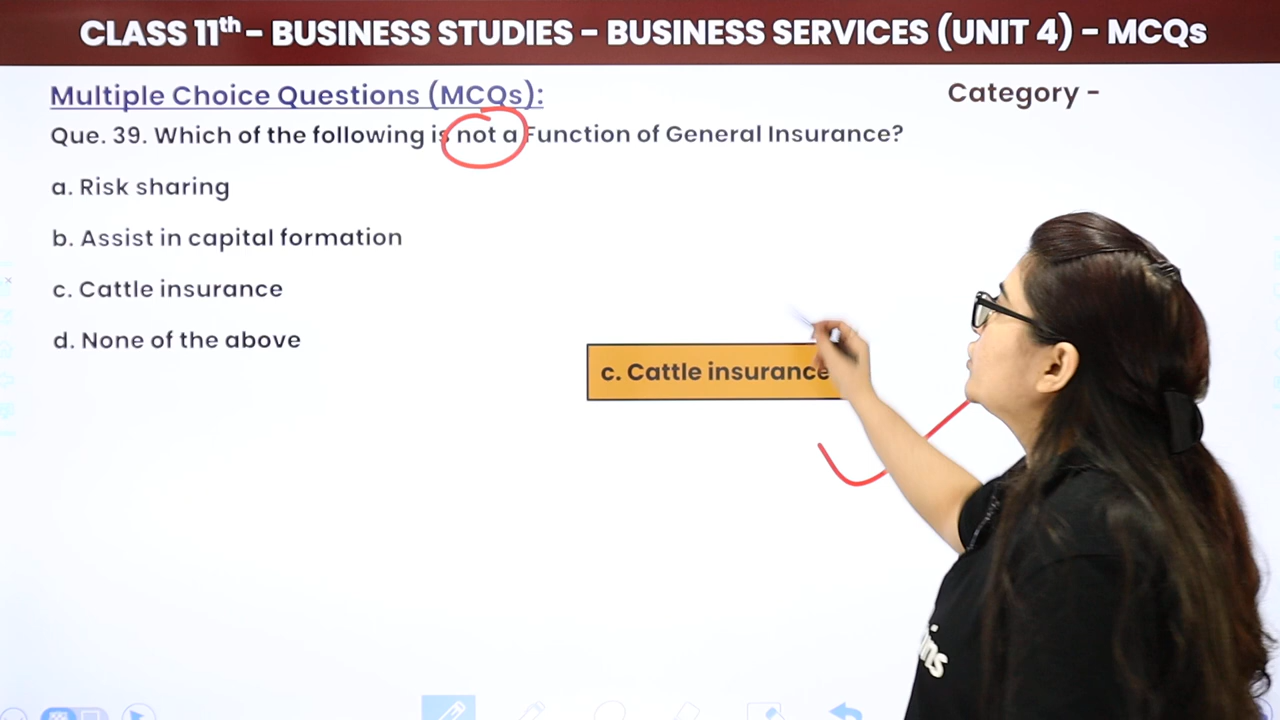 CLASS 11th - BUSINESS STUDIES - BUSINESS SERVICES (UNIT 4) - MCQs
Multiple Choice Questions (MCQs):
Category -
Que. 39. Which of the following is not a Function of General Insurance?
a. Risk sharing
b. Assist in capital formation
c. Cattle insurance
d. None of the above
c. Cattle insurance